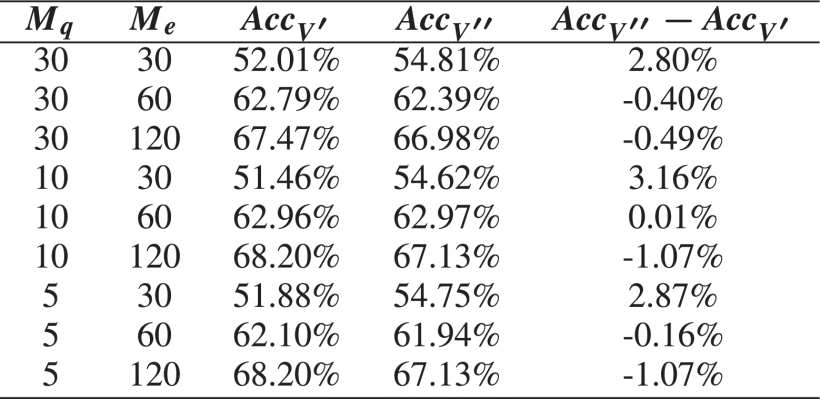 M_q M_e Acc_V′ Acc_V″ Acc_V″ − Acc_V′
30 30 52.01% 54.81% 2.80%
30 60 62.79% 62.39% -0.40%
30 120 67.47% 66.98% -0.49%
10 30 51.46% 54.62% 3.16%
10 60 62.96% 62.97% 0.01%
10 120 68.20% 67.13% -1.07%
5 30 51.88% 54.75% 2.87%
5 60 62.10% 61.94% -0.16%
5 120 68.20% 67.13% -1.07%